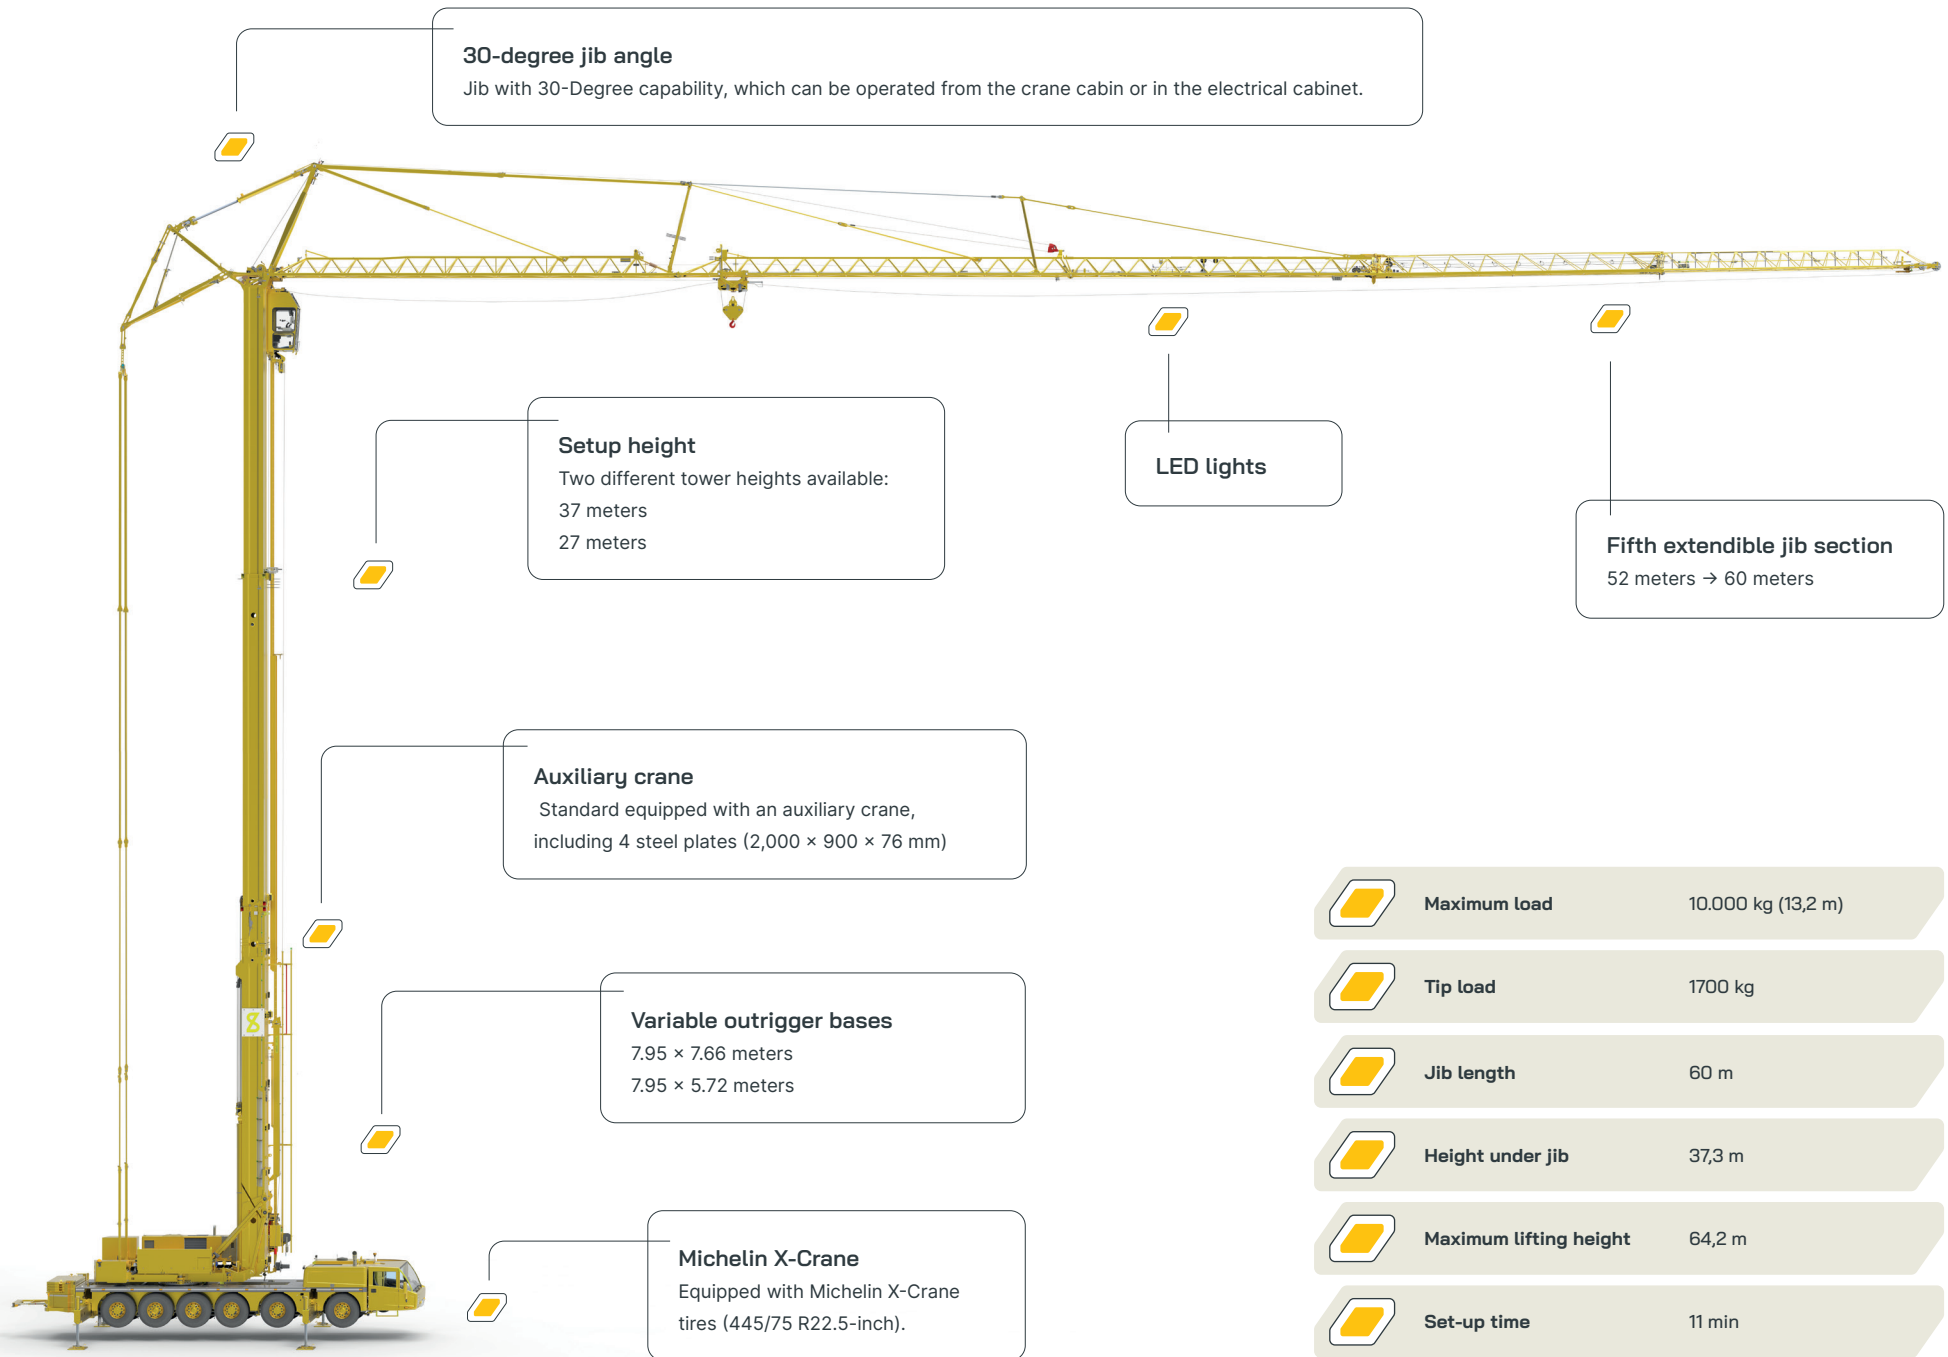 30-degree jib angle
Jib with 30-Degree capability, which can be operated from the crane cabin or in the electrical cabinet.
Setup height
Two different tower heights available:
37 meters
27 meters
LED lights
Fifth extendible jib section
52 meters → 60 meters
Auxiliary crane
Standard equipped with an auxiliary crane,
including 4 steel plates (2,000 × 900 × 76 mm)
Variable outrigger bases
7.95 × 7.66 meters
7.95 × 5.72 meters
Michelin X-Crane
Equipped with Michelin X-Crane
tires (445/75 R22.5-inch).
Maximum load 10.000 kg (13,2 m)
Tip load 1700 kg
Jib length 60 m
Height under jib 37,3 m
Maximum lifting height 64,2 m
Set-up time 11 min